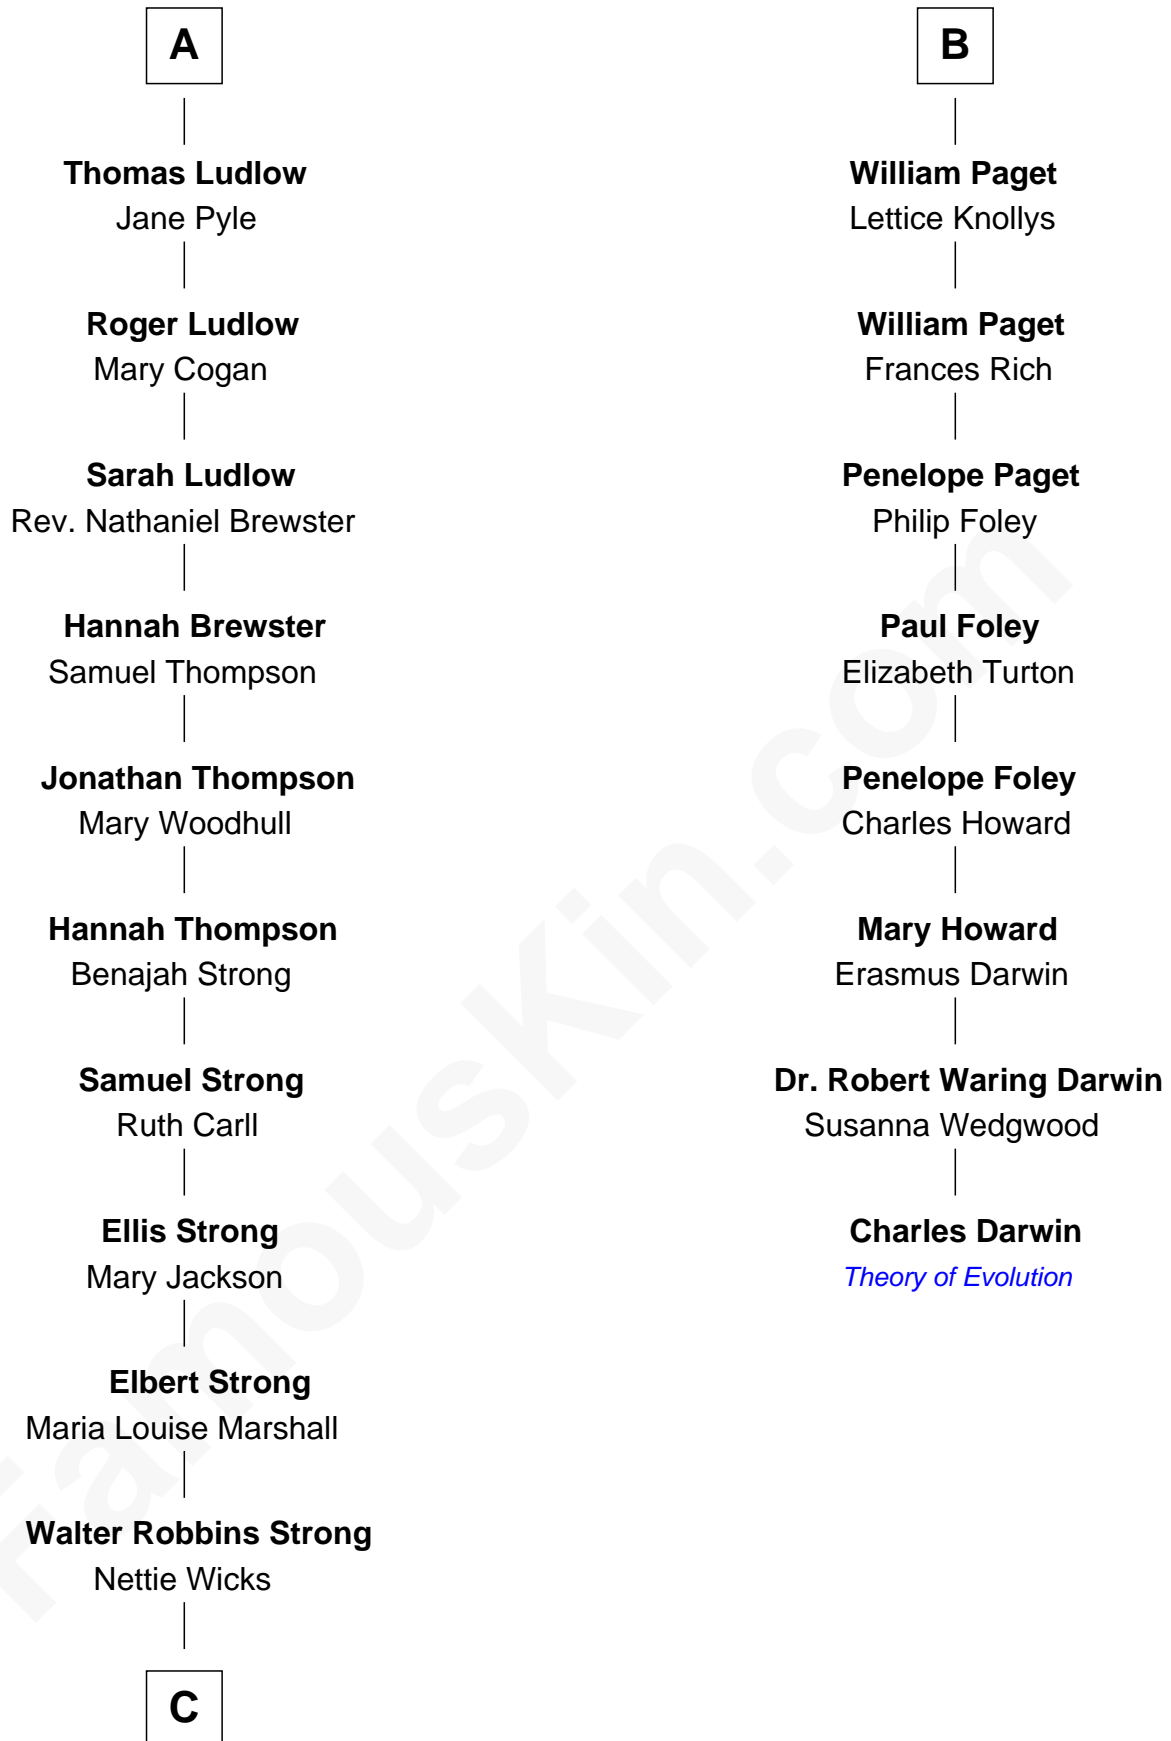 A
Thomas Ludlow
Jane Pyle
Roger Ludlow
Mary Cogan
Sarah Ludlow
Rev. Nathaniel Brewster
Hannah Brewster
Samuel Thompson
Jonathan Thompson
Mary Woodhull
Hannah Thompson
Benajah Strong
Samuel Strong
Ruth Carll
Ellis Strong
Mary Jackson
Elbert Strong
Maria Louise Marshall
Walter Robbins Strong
Nettie Wicks
C
B
William Paget
Lettice Knollys
William Paget
Frances Rich
Penelope Paget
Philip Foley
Paul Foley
Elizabeth Turton
Penelope Foley
Charles Howard
Mary Howard
Erasmus Darwin
Dr. Robert Waring Darwin
Susanna Wedgwood
Charles Darwin
Theory of Evolution
FamousKin.com